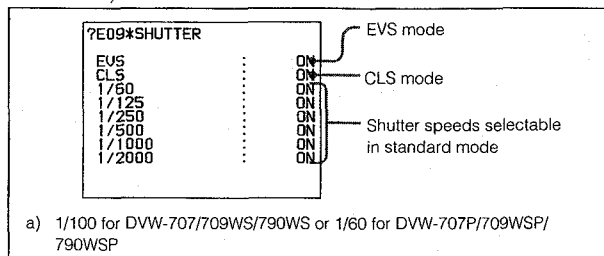 ?E09*SHUTTER
EVS : ON
CLS : ON
1/60 : ON
1/125 : ON
1/250 : ON
1/500 : ON
1/1000 : ON
1/2000 : ON
EVS mode
CLS mode
Shutter speeds selectable
in standard mode
a) 1/100 for DVW-707/709WS/790WS or 1/60 for DVW-707P/709WSP/
790WSP